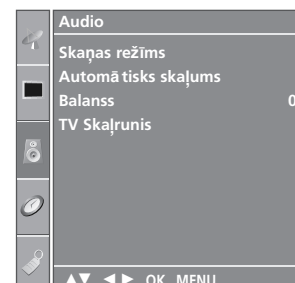 Audio
Skaņas režīms
Automā tisks skaļums
Balanss 0
TV Skaļrunis
▲▼ ◄► OK MENU